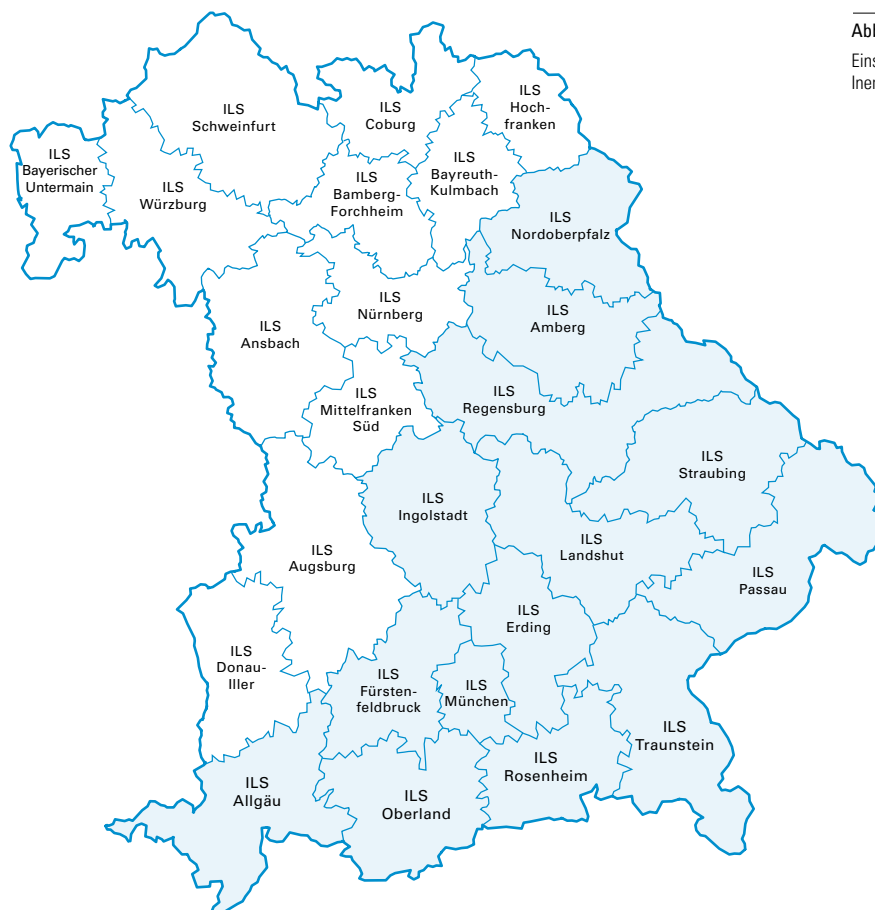 Abl
Eins
Iner
ILS
Schweinfurt
ILS
Coburg
ILS
Hoch-
franken
ILS
Bayerischer
Untermain
ILS
Würzburg
ILS
Bamberg-
Forchheim
ILS
Bayreuth-
Kulmbach
ILS
Nordoberpfalz
ILS
Ansbach
ILS
Nürnberg
ILS
Amberg
ILS
Mittelfranken
Süd
ILS
Regensburg
ILS
Straubing
ILS
Ingolstadt
ILS
Landshut
ILS
Passau
ILS
Augsburg
ILS
Erding
ILS
Donau-
Iller
ILS
Fürsten-
feldbruck
ILS
München
ILS
Traunstein
ILS
Rosenheim
ILS
Allgäu
ILS
Oberland